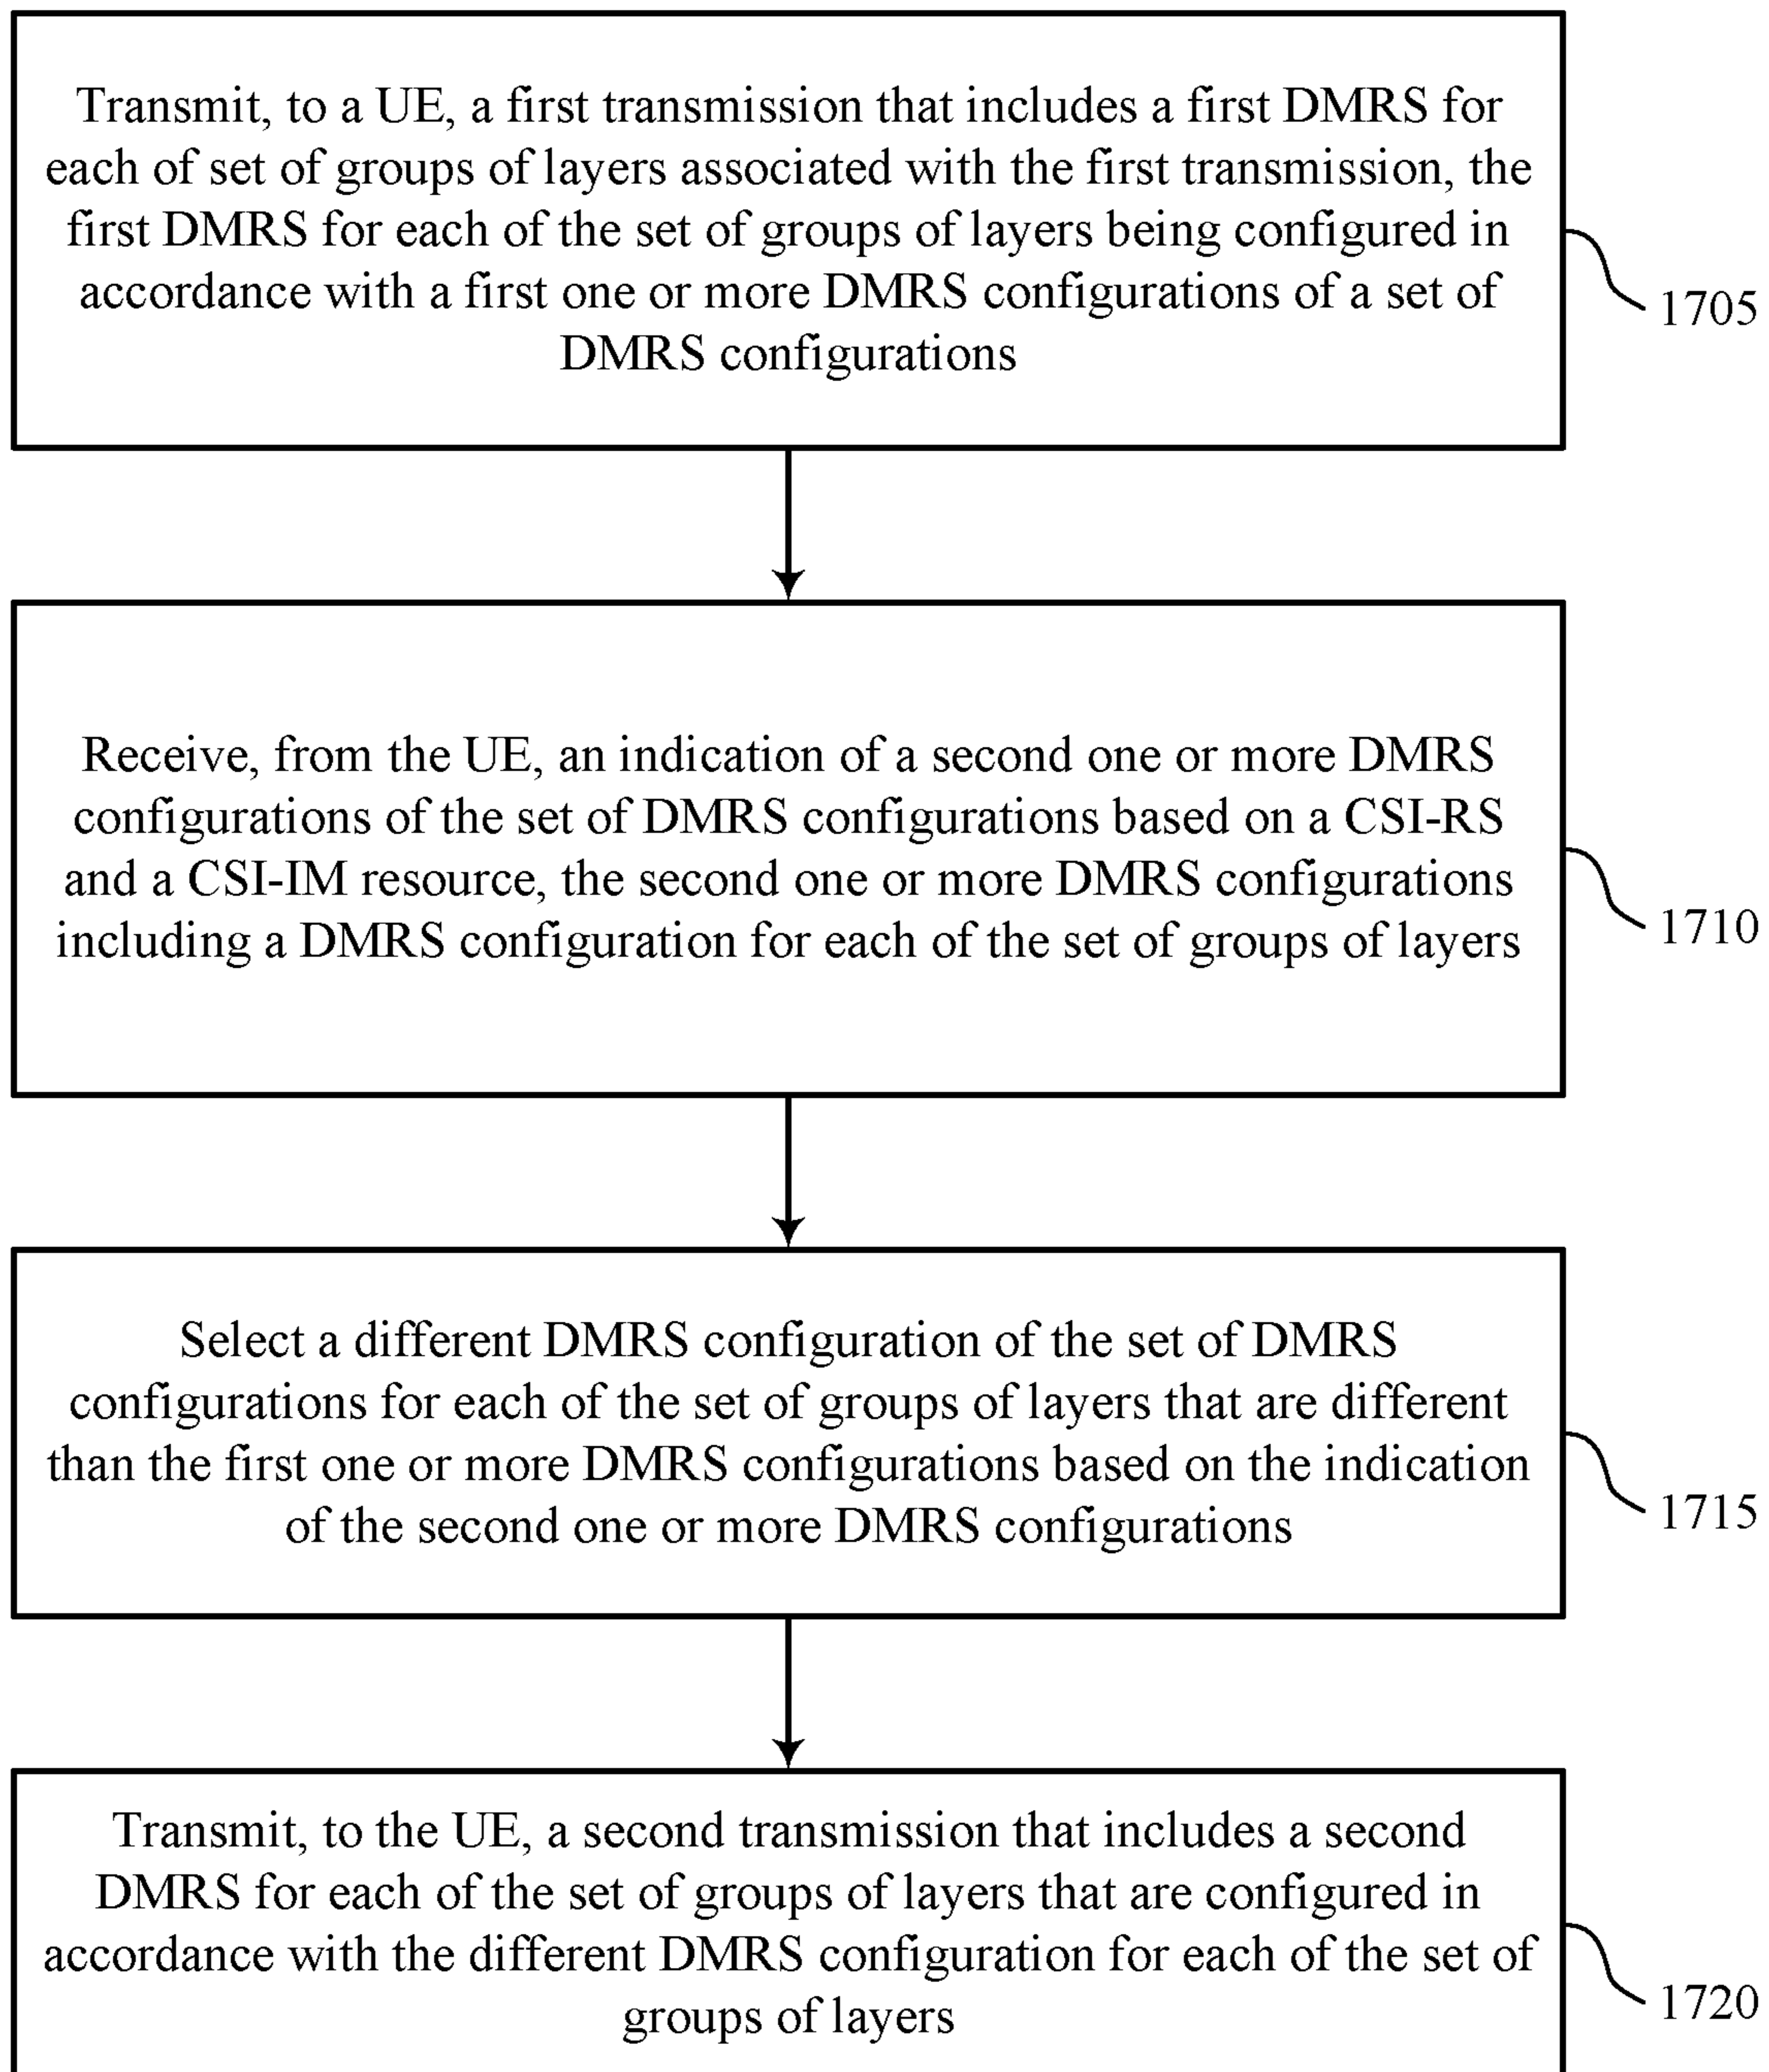 Transmit, to a UE, a first transmission that includes a first DMRS for
each of set of groups of layers associated with the first transmission, the
first DMRS for each of the set of groups of layers being configured in
accordance with a first one or more DMRS configurations of a set of
DMRS configurations
1705
Receive, from the UE, an indication of a second one or more DMRS
configurations of the set of DMRS configurations based on a CSI-RS
and a CSI-IM resource, the second one or more DMRS configurations
including a DMRS configuration for each of the set of groups of layers
1710
Select a different DMRS configuration of the set of DMRS
configurations for each of the set of groups of layers that are different
than the first one or more DMRS configurations based on the indication
of the second one or more DMRS configurations
1715
Transmit, to the UE, a second transmission that includes a second
DMRS for each of the set of groups of layers that are configured in
accordance with the different DMRS configuration for each of the set of
groups of layers
1720